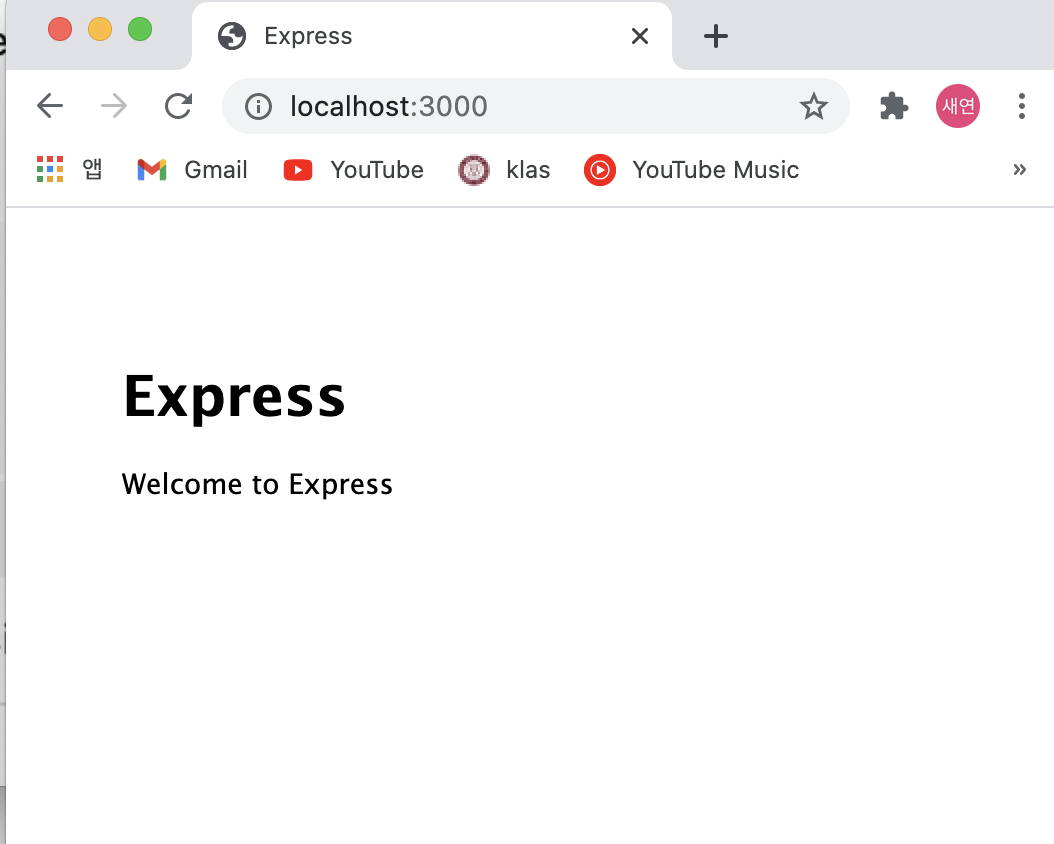 Express
localhost:3000
새연
앱 Gmail YouTube klas YouTube Music »
Express
Welcome to Express